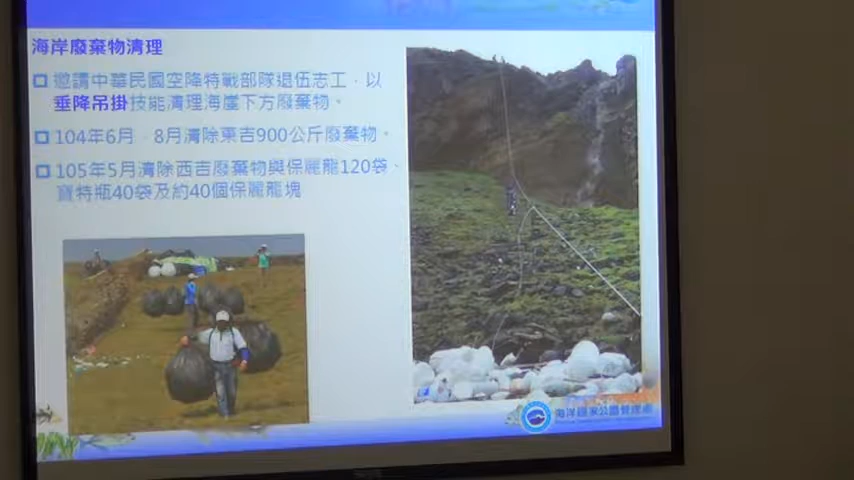 海岸廢棄物清理
邀請中華民國空降特戰部隊退伍志工，以
垂降吊掛技能清理海崖下方廢棄物。
104年6月、8月清除東吉900公斤廢棄物。
105年5月清除西吉廢棄物與保麗龍120袋、
寶特瓶40袋及約40個保麗龍塊
海洋國家公園管理處